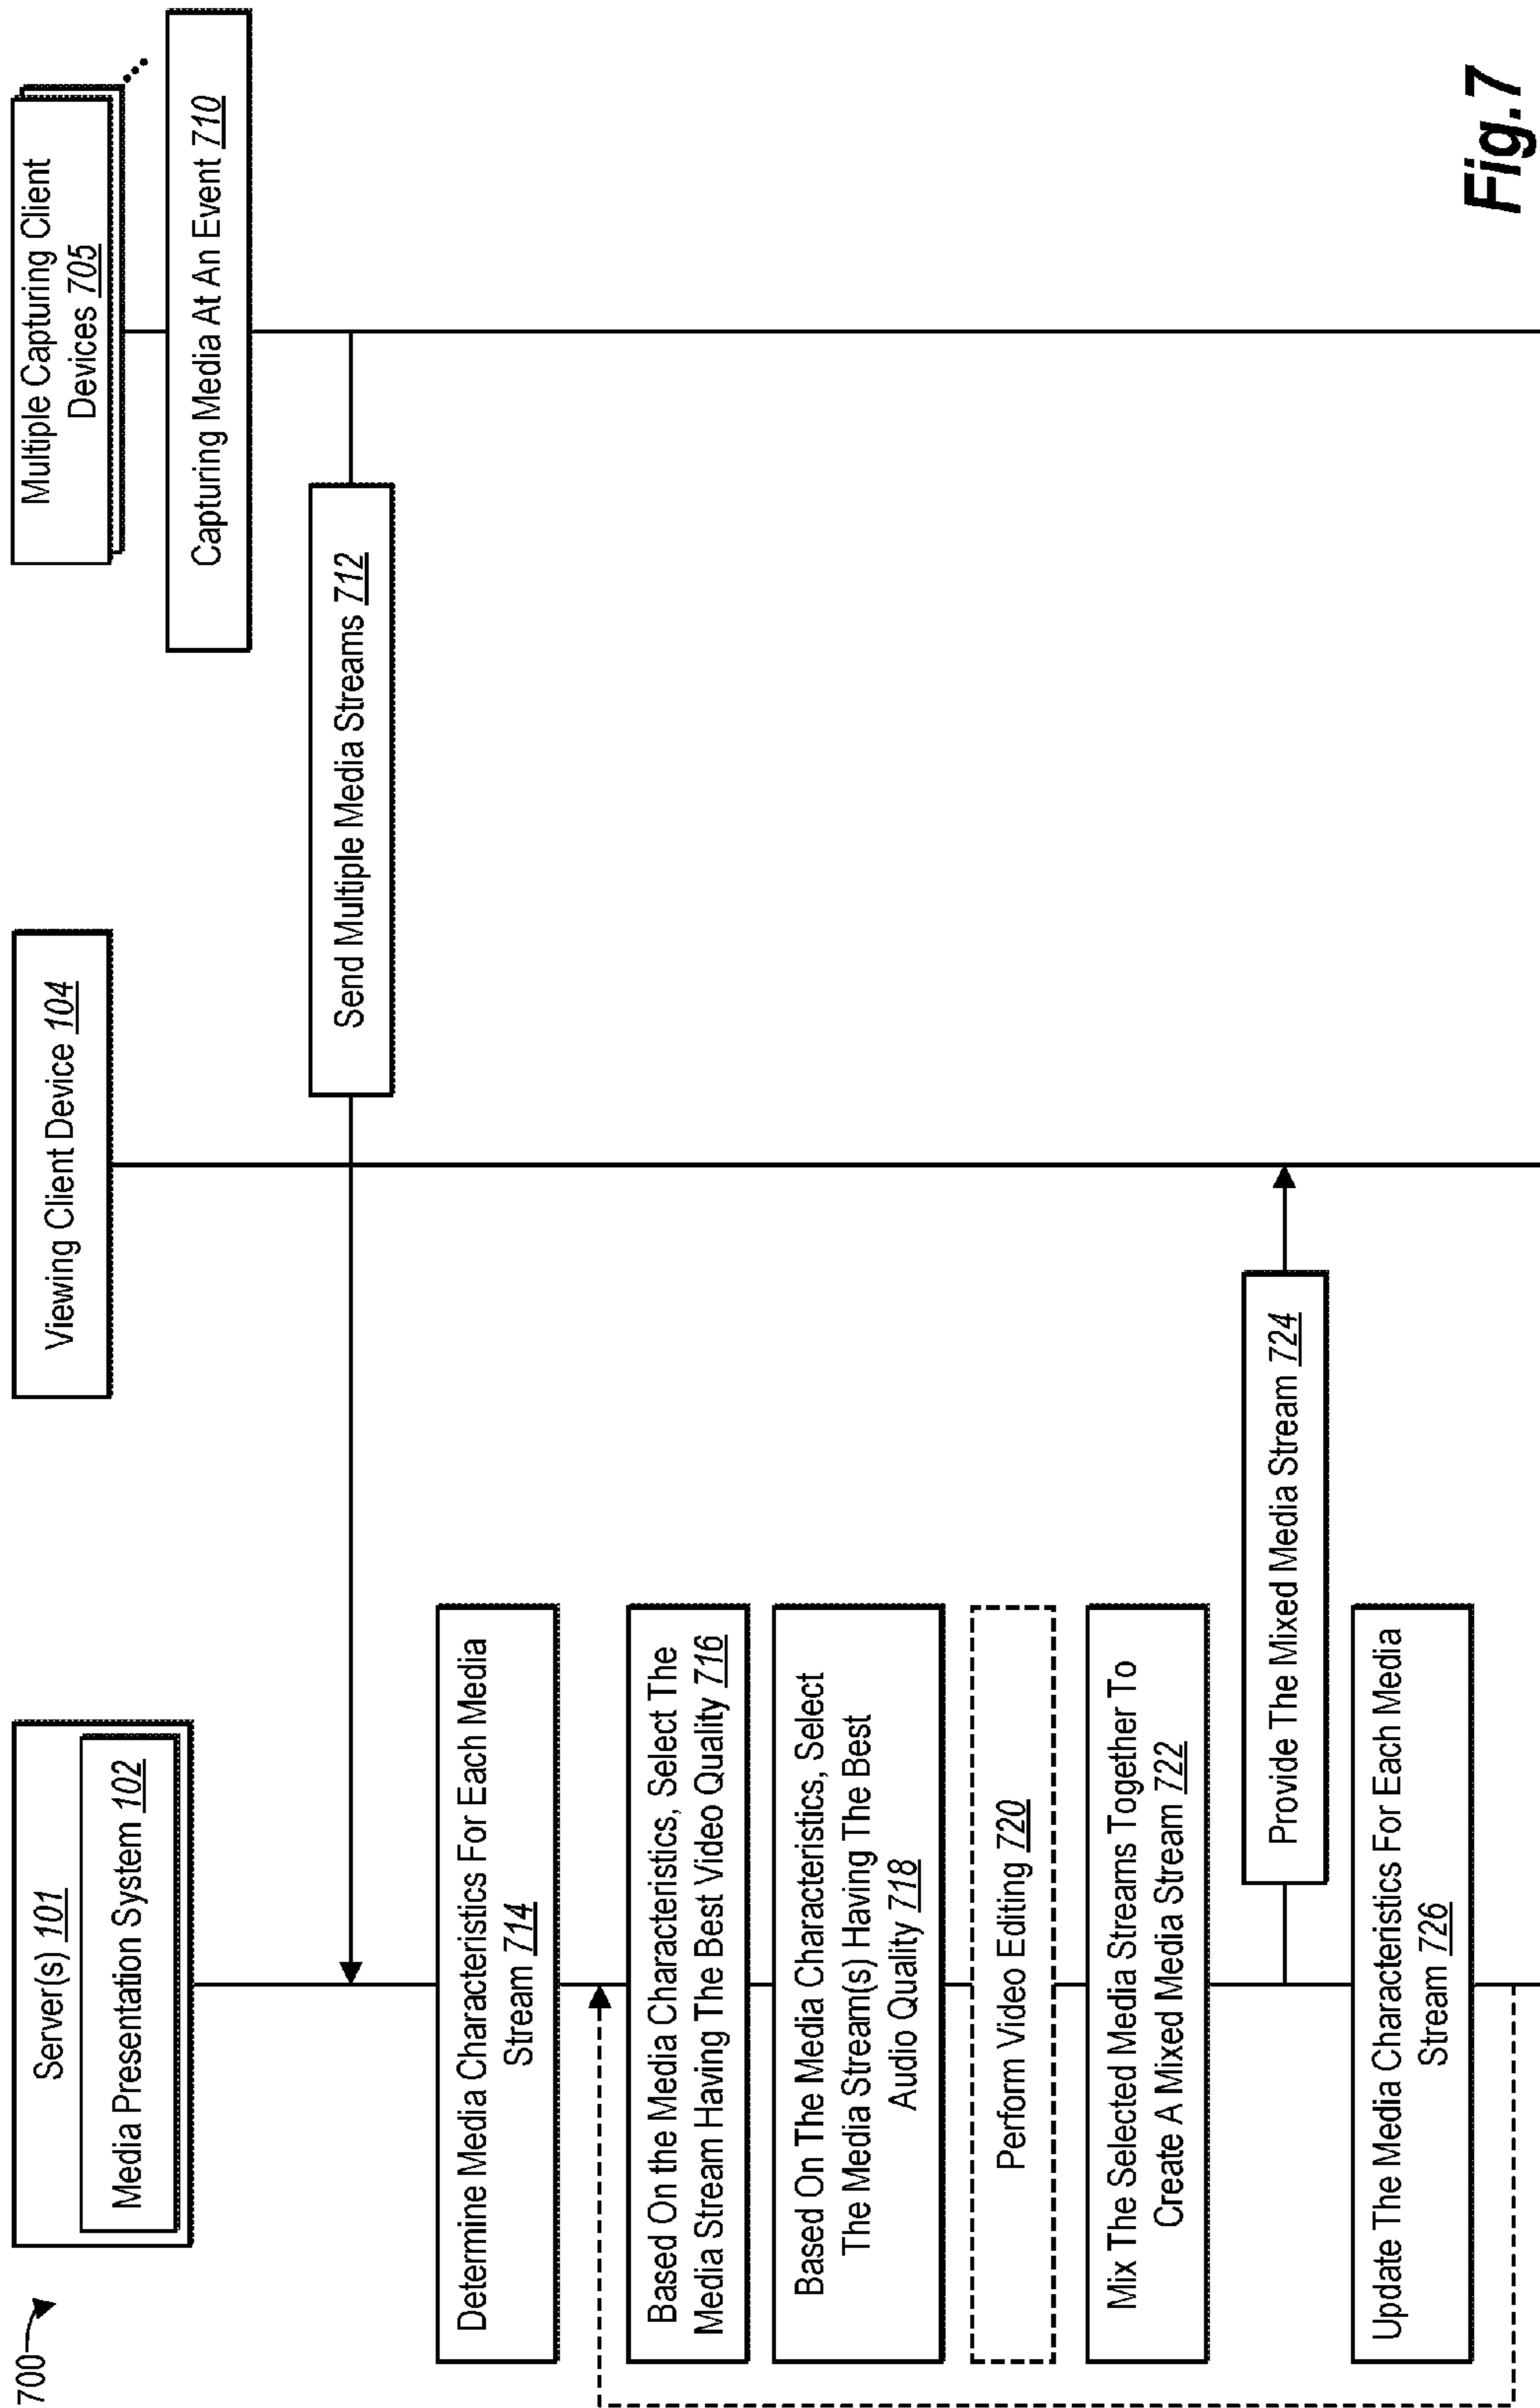 700
Server(s) 101
Media Presentation System 102
Viewing Client Device 104
Multiple Capturing Client
Devices 705
Capturing Media At An Event 710
Send Multiple Media Streams 712
Determine Media Characteristics For Each Media
Stream 714
Based On the Media Characteristics, Select The
Media Stream Having The Best Video Quality 716
Based On The Media Characteristics, Select
The Media Stream(s) Having The Best
Audio Quality 718
Perform Video Editing 720
Mix The Selected Media Streams Together To
Create A Mixed Media Stream 722
Provide The Mixed Media Stream 724
Update The Media Characteristics For Each Media
Stream 726
Fig.7